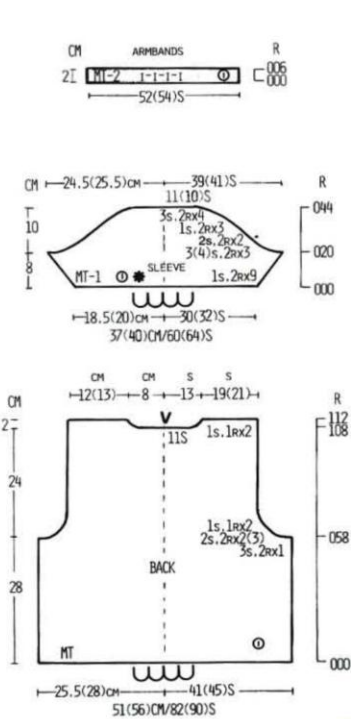 CM ARMBANDS R
2 MT-2 I-I-I-I 1 006
000
52(54)S
CM 24.5(25.5)CM 39(41)S R
11(10)S
044
3s.2Rx4
10 1s.2Rx3
2s.2Rx2
3(4)s.2Rx3 020
8 SLEEVE
MT-1 1 1s.2Rx9
000
18.5(20)CM 30(32)S
37(40)CM/60(64)S
CM CM S S
12(13) 8 13 19(21)
CM R
V 112
2 11S 1s.1Rx2 108
24
1s.1Rx2
2s.2Rx2(3) 058
3s.2Rx1
BACK
28
1
MT 000
25.5(28)CM 41(45)S
51(56)CM/82(90)S